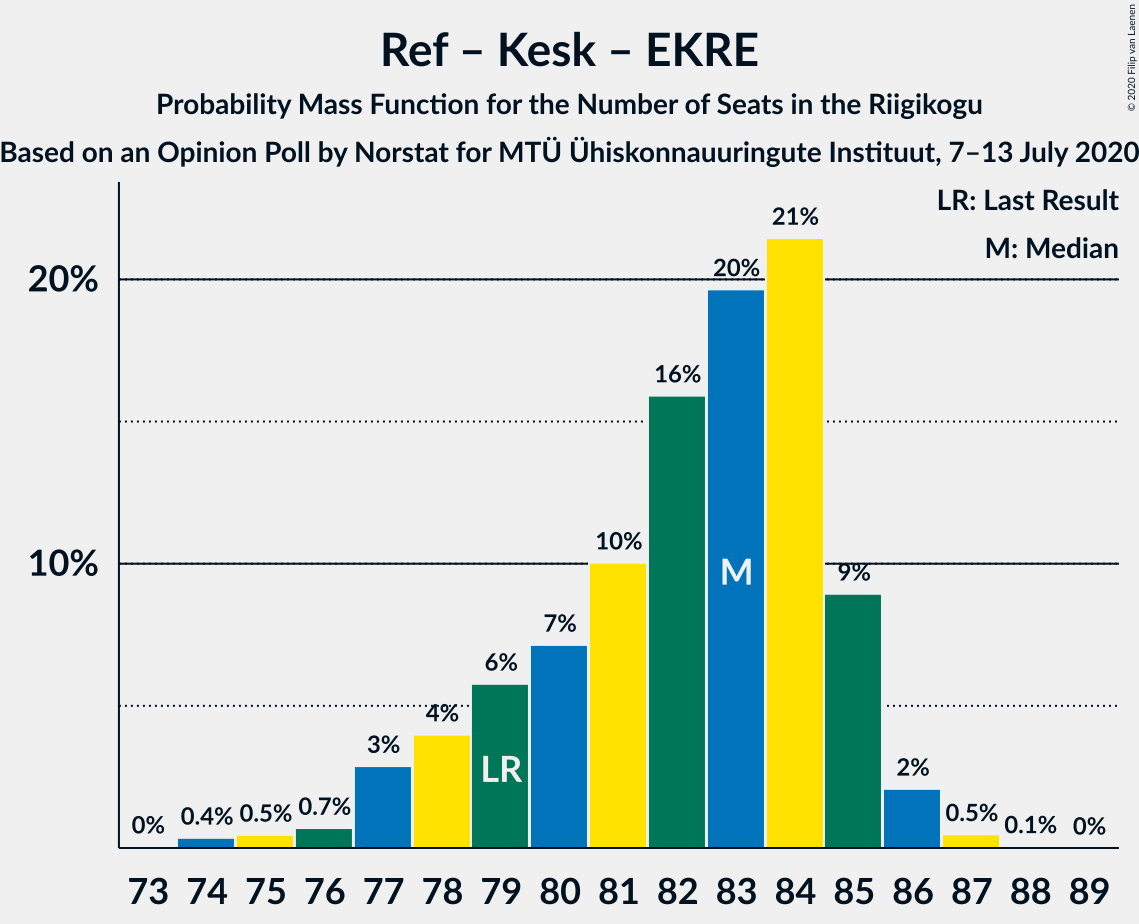 Ref – Kesk – EKRE
Probability Mass Function for the Number of Seats in the Riigikogu
Based on an Opinion Poll by Norstat for MTÜ Ühiskonnauuringute Instituut, 7–13 July 2020
© 2020 Filip van Laenen
LR: Last Result
M: Median
20%
10%
0%
0.4%
0.5%
0.7%
3%
4%
6%
7%
10%
16%
20%
21%
9%
2%
0.5%
0.1%
0%
LR
M
73 74 75 76 77 78 79 80 81 82 83 84 85 86 87 88 89